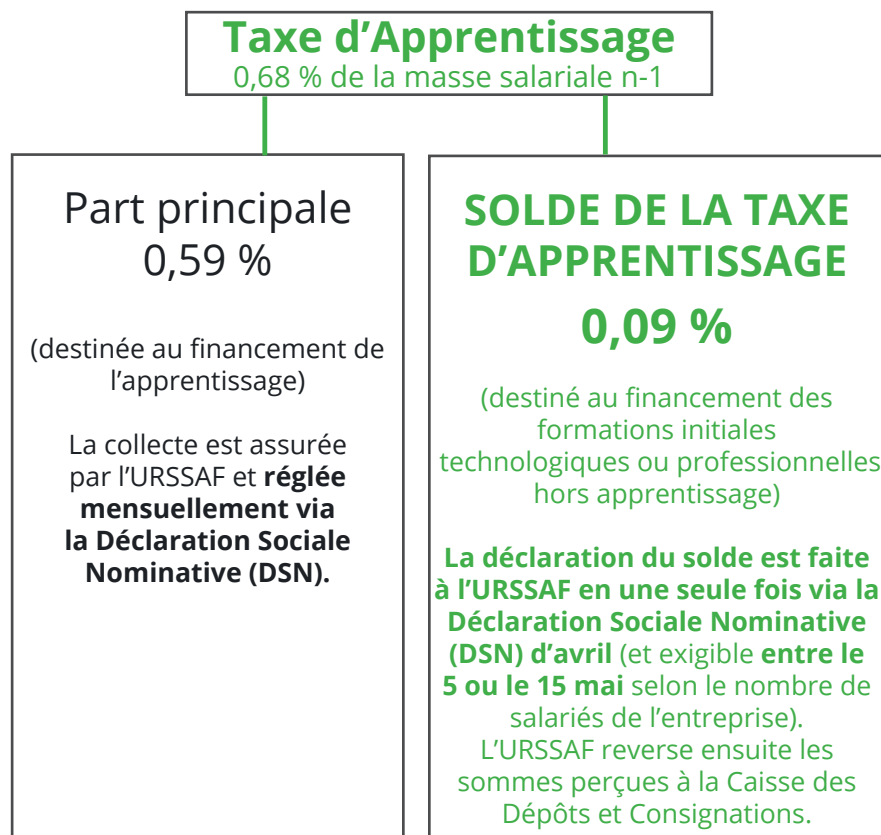 Taxe d'Apprentissage
0,68 % de la masse salariale n-1
Part principale
0,59 %
(destinée au financement de
l'apprentissage)
La collecte est assurée
par l'URSSAF et réglée
mensuellement via
la Déclaration Sociale
Nominative (DSN).
SOLDE DE LA TAXE
D'APPRENTISSAGE
0,09 %
(destiné au financement des
formations initiales
technologiques ou professionnelles
hors apprentissage)
La déclaration du solde est faite
à l'URSSAF en une seule fois via la
Déclaration Sociale Nominative
(DSN) d'avril (et exigible entre le
5 ou le 15 mai selon le nombre de
salariés de l'entreprise).
L'URSSAF reverse ensuite les
sommes perçues à la Caisse des
Dépôts et Consignations.